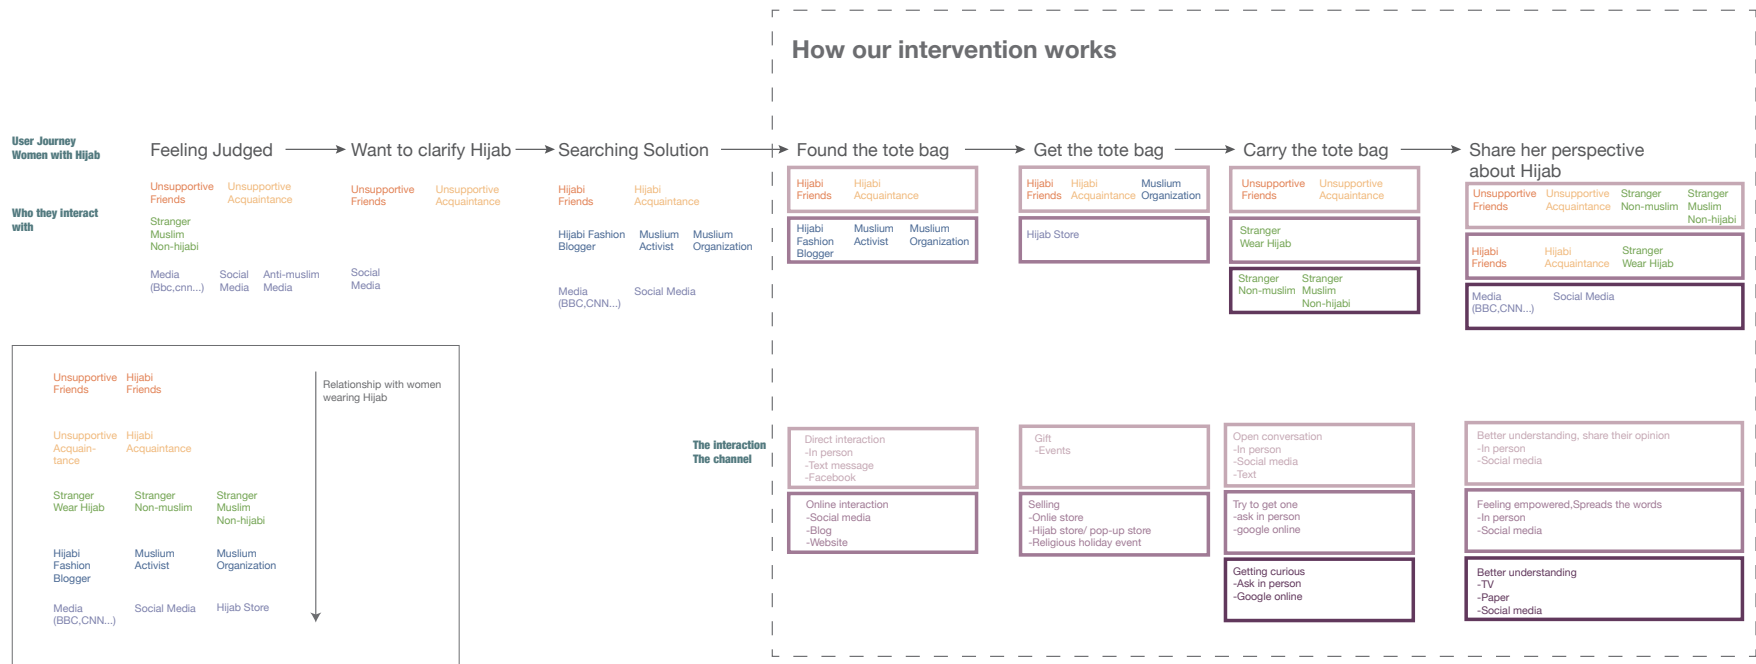 How our intervention works
User Journey
Women with Hijab
Feeling Judged
Want to clarify Hijab
Searching Solution
Found the tote bag
Get the tote bag
Carry the tote bag
Share her perspective
about Hijab
Who they interact
with
Unsupportive
Friends
Unsupportive
Acquaintance
Stranger
Muslim
Non-hijabi
Media
(Bbc,cnn...)
Social
Media
Anti-muslim
Media
Unsupportive
Friends
Unsupportive
Acquaintance
Social
Media
Hijabi
Friends
Hijabi
Acquaintance
Hijabi Fashion
Blogger
Muslium
Activist
Muslium
Organization
Media
(BBC,CNN...)
Social Media
Hijabi
Friends
Hijabi
Acquaintance
Hijabi
Fashion
Blogger
Muslium
Activist
Muslium
Organization
Hijabi
Friends
Hijabi
Acquaintance
Muslium
Organization
Hijab Store
Unsupportive
Friends
Unsupportive
Acquaintance
Stranger
Wear Hijab
Stranger
Non-muslim
Stranger
Muslim
Non-hijabi
Unsupportive
Friends
Unsupportive
Acquaintance
Stranger
Non-muslim
Stranger
Muslim
Non-hijabi
Hijabi
Friends
Hijabi
Acquaintance
Stranger
Wear Hijab
Media
(BBC,CNN...)
Social Media
Unsupportive
Friends
Hijabi
Friends
Relationship with women
wearing Hijab
Unsupportive
Acquain-
tance
Hijabi
Acquaintance
Stranger
Wear Hijab
Stranger
Non-muslim
Stranger
Muslim
Non-hijabi
Hijabi
Fashion
Blogger
Muslium
Activist
Muslium
Organization
Media
(BBC,CNN...)
Social Media
Hijab Store
The interaction
The channel
Direct interaction
-In person
-Text message
-Facebook
Online interaction
-Social media
-Blog
-Website
Gift
-Events
Selling
-Onlie store
-Hijab store/ pop-up store
-Religious holiday event
Open conversation
-In person
-Social media
-Text
Try to get one
-ask in person
-google online
Getting curious
-Ask in person
-Google online
Better understanding, share their opinion
-In person
-Social media
Feeling empowered,Spreads the words
-In person
-Social media
Better understanding
-TV
-Paper
-Social media